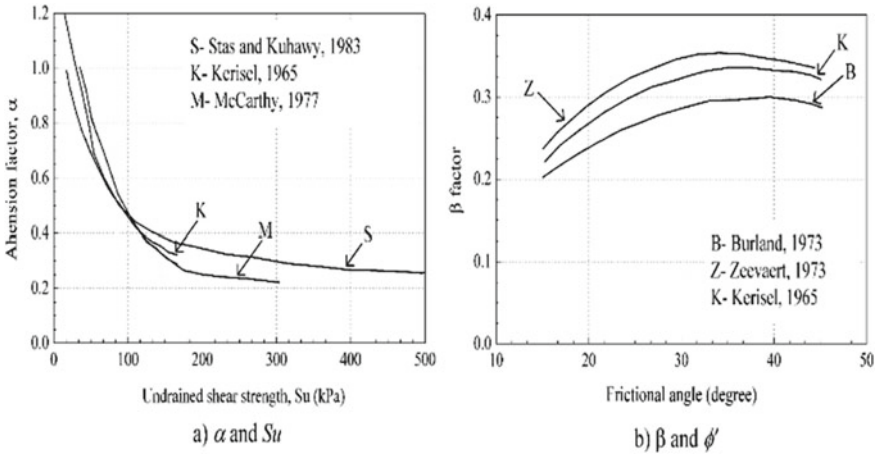 1.2
1.0
0.8
0.6
0.4
0.2
0.0
Ahension factor, α
S- Stas and Kuhawy, 1983
K- Kerisel, 1965
M- McCarthy, 1977
K
M
S
0 100 200 300 400 500
Undrained shear strength, Su (kPa)
a) α and Su
0.4
0.3
0.2
0.1
0.0
β factor
Z
K
B
B- Burland, 1973
Z- Zeevaert, 1973
K- Kerisel, 1965
10 20 30 40 50
Frictional angle (degree)
b) β and ϕ'